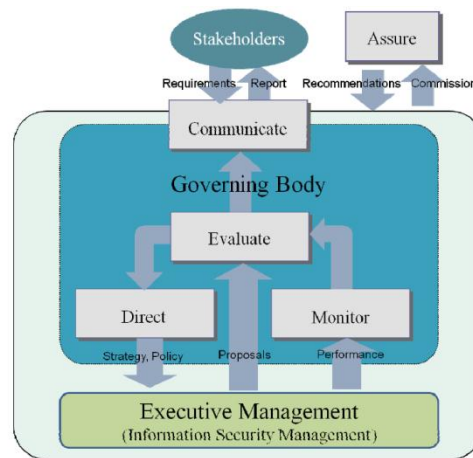 Stakeholders
Assure
Requirements
Report
Recommendations
Commission
Communicate
Governing Body
Evaluate
Direct
Monitor
Strategy, Policy
Proposals
Performance
Executive Management
(Information Security Management)